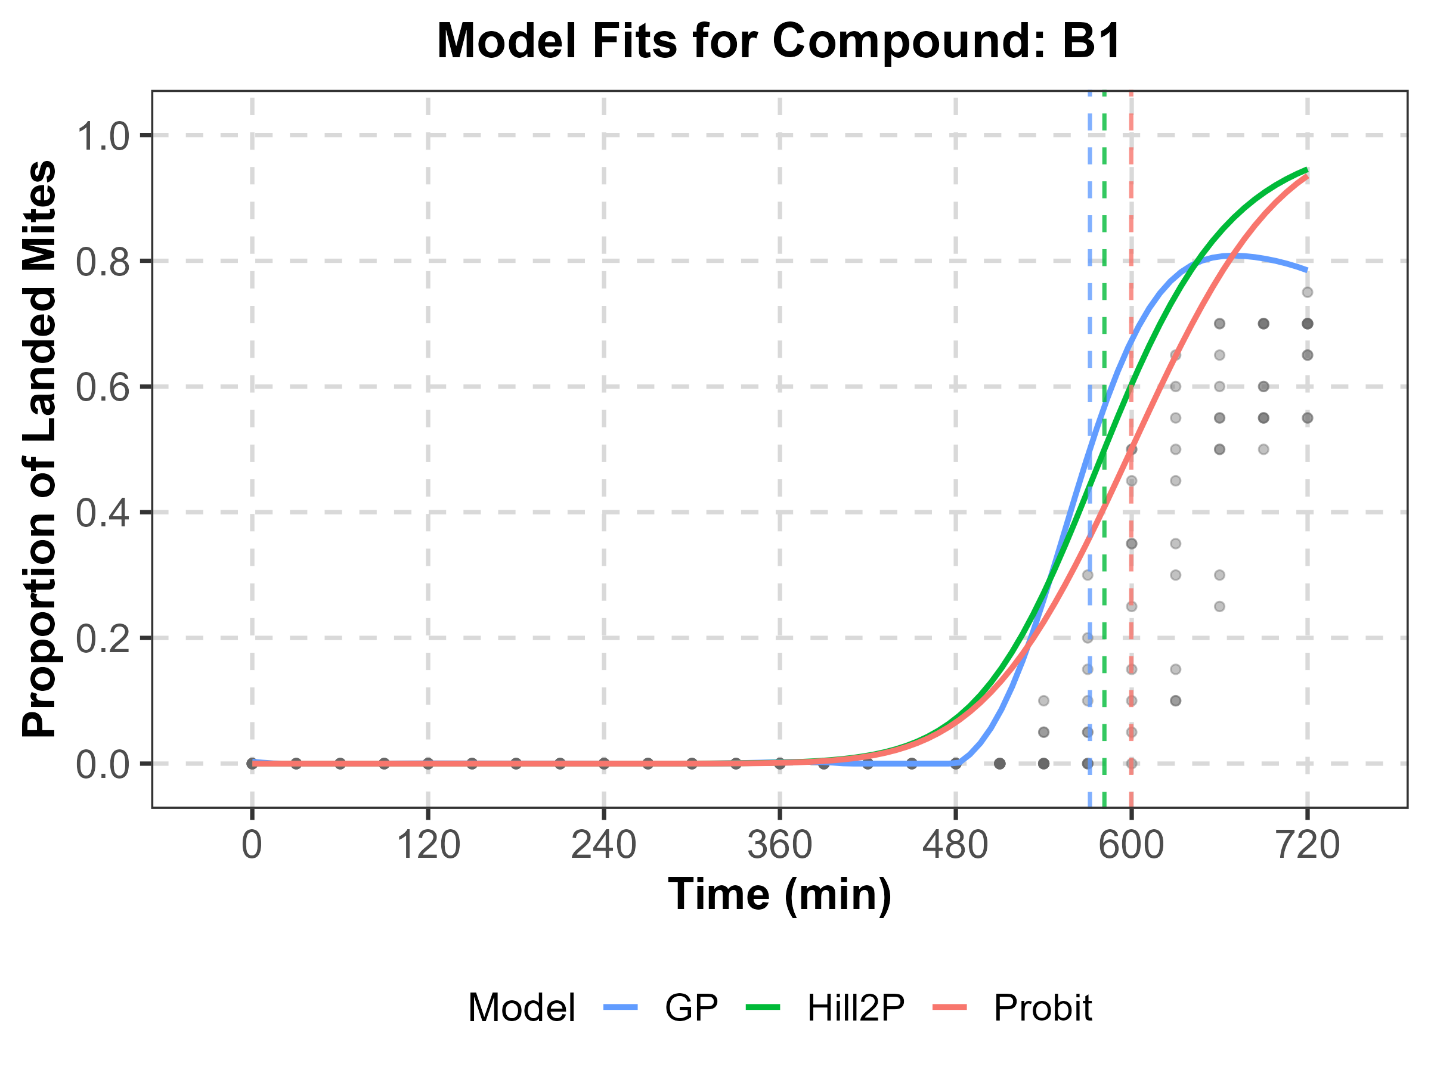 Model Fits for Compound: B1
Proportion of Landed Mites
1.0
0.8
0.6
0.4
0.2
0.0
0 120 240 360 480 600 720
Time (min)
Model GP Hill2P Probit